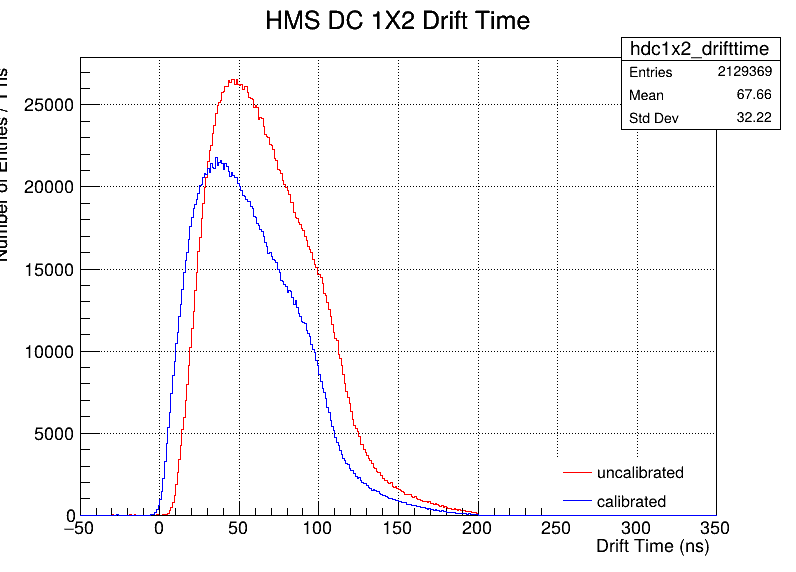 HMS DC 1X2 Drift Time
hdc1x2_drifttime
Entries 2129369
Mean 67.66
Std Dev 32.22
Number of Entries / 1 ns
25000
20000
15000
10000
5000
0
−50 0 50 100 150 200 250 300 350
Drift Time (ns)
uncalibrated
calibrated